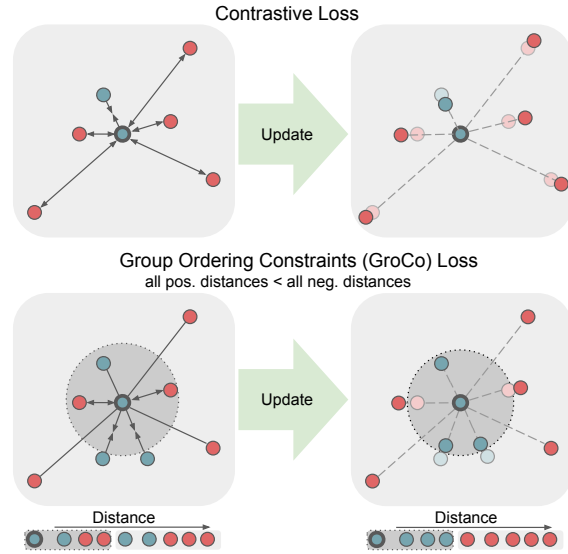 Contrastive Loss
Update
Group Ordering Constraints (GroCo) Loss
all pos. distances < all neg. distances
Update
Distance
Distance